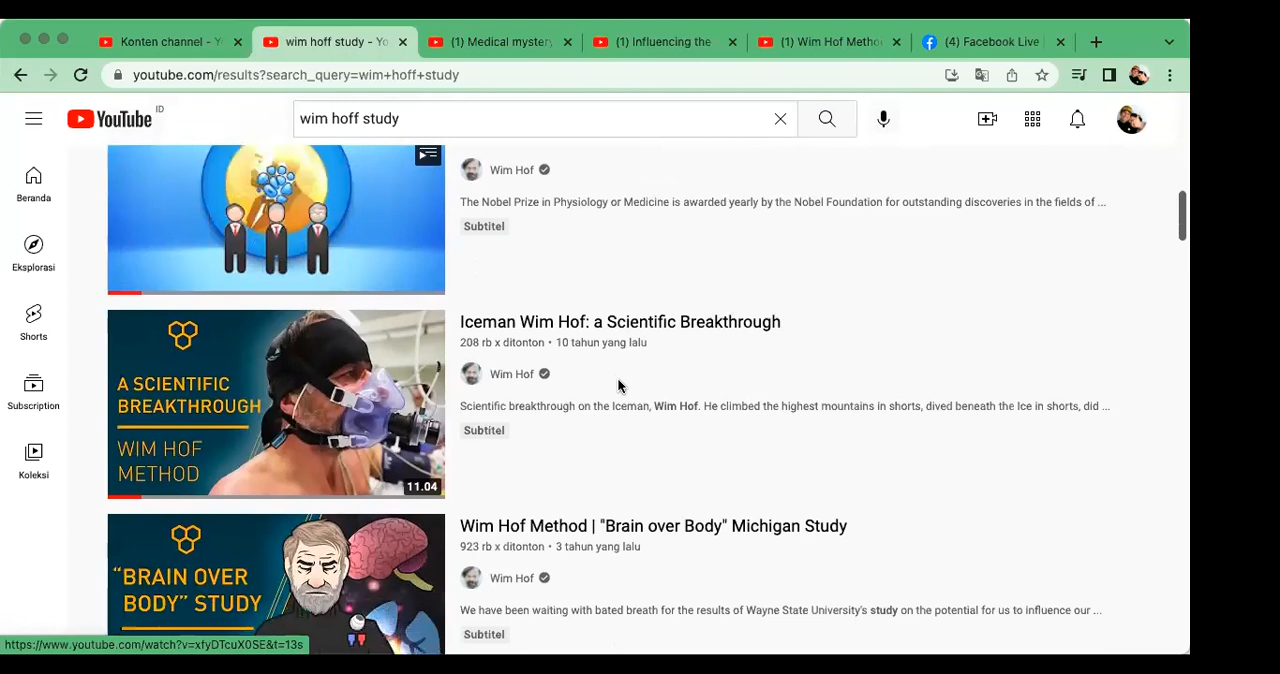 Konten channel - Y
wim hoff study - Yo
(1) Medical mystery
(1) Influencing the
(1) Wim Hof Metho
(4) Facebook Live
youtube.com/results?search_query=wim+hoff+study
YouTube
ID
wim hoff study
Beranda
Eksplorasi
Shorts
Subscription
Koleksi
Wim Hof
The Nobel Prize in Physiology or Medicine is awarded yearly by the Nobel Foundation for outstanding discoveries in the fields of ...
Subtitel
A SCIENTIFIC
BREAKTHROUGH
WIM HOF
METHOD
11.04
Iceman Wim Hof: a Scientific Breakthrough
208 rb x ditonton • 10 tahun yang lalu
Wim Hof
Scientific breakthrough on the Iceman, Wim Hof. He climbed the highest mountains in shorts, dived beneath the Ice in shorts, did ...
Subtitel
"BRAIN OVER
BODY" STUDY
Wim Hof Method | "Brain over Body" Michigan Study
923 rb x ditonton • 3 tahun yang lalu
Wim Hof
We have been waiting with bated breath for the results of Wayne State University's study on the potential for us to influence our ...
Subtitel
https://www.youtube.com/watch?v=xfyDTcuX0SE&t=13s